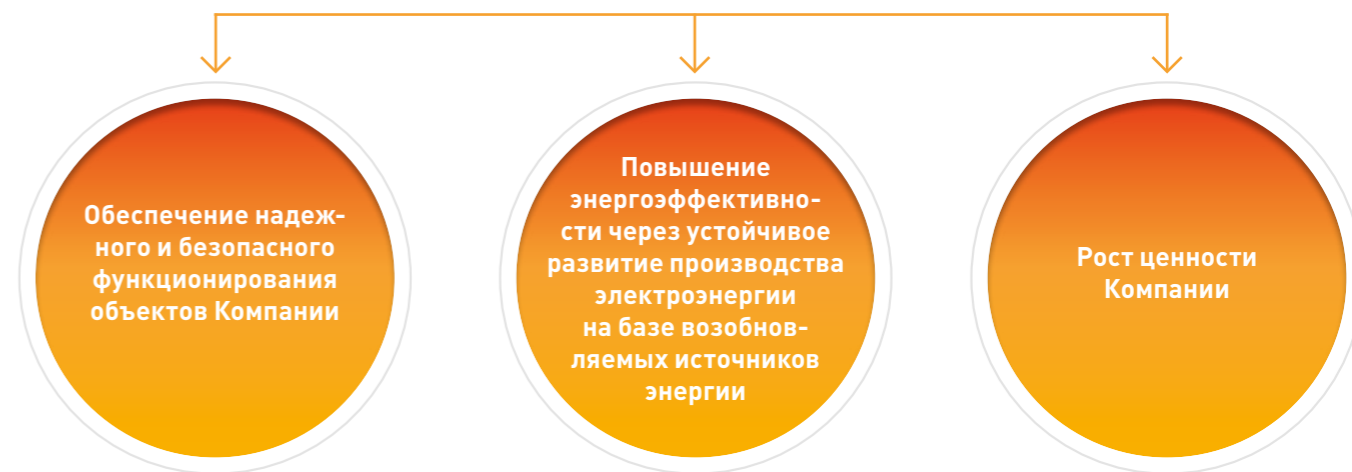 Обеспечение надеж-
ного и безопасного
функционирования
объектов Компании
Повышение
энергоэффективно-
сти через устойчивое
развитие производства
электроэнергии
на базе возобнов-
ляемых источников
энергии
Рост ценности
Компании